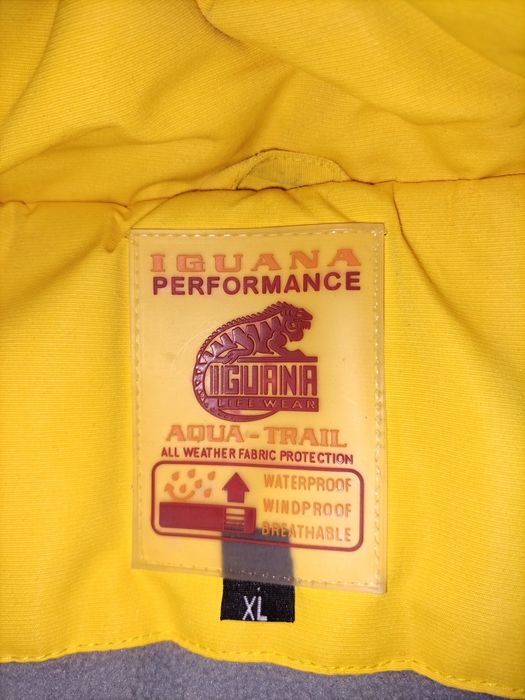 IGUANA
PERFORMANCE
IGUANA
LIFE WEAR
AQUA-TRAIL
ALL WEATHER FABRIC PROTECTION
WATERPROOF
WINDPROOF
BREATHABLE
XL